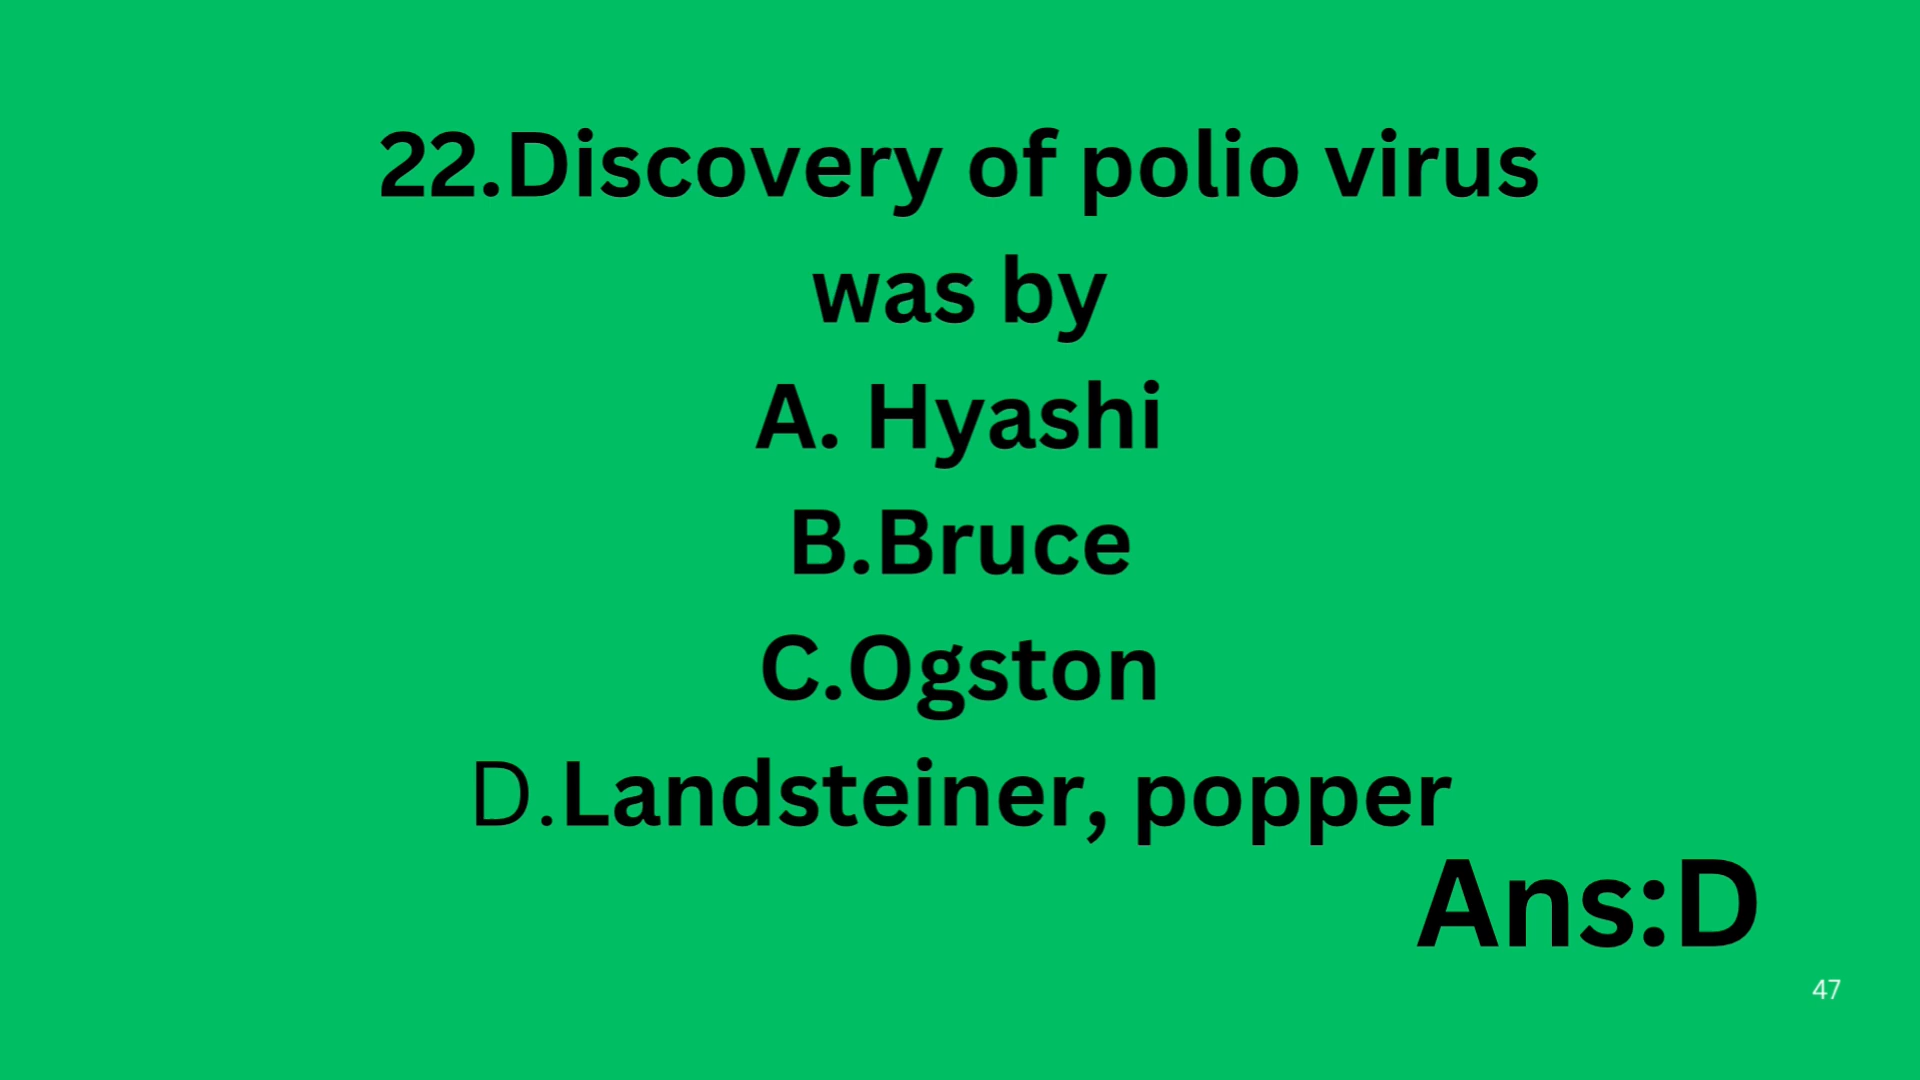 22.Discovery of polio virus
was by
A. Hyashi
B.Bruce
C.Ogston
D.Landsteiner, popper
Ans:D
47